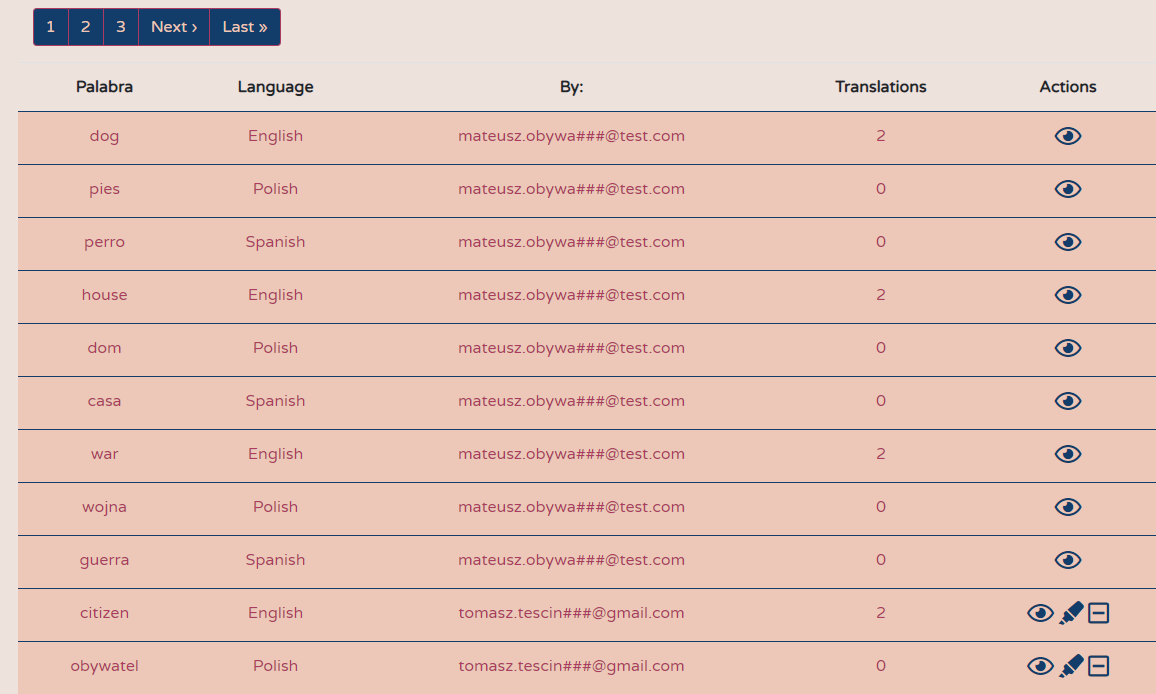 1 2 3 Next › Last »
Palabra Language By: Translations Actions
dog English mateusz.obywa###@test.com 2
pies Polish mateusz.obywa###@test.com 0
perro Spanish mateusz.obywa###@test.com 0
house English mateusz.obywa###@test.com 2
dom Polish mateusz.obywa###@test.com 0
casa Spanish mateusz.obywa###@test.com 0
war English mateusz.obywa###@test.com 2
wojna Polish mateusz.obywa###@test.com 0
guerra Spanish mateusz.obywa###@test.com 0
citizen English tomasz.tescin###@gmail.com 2
obywatel Polish tomasz.tescin###@gmail.com 0